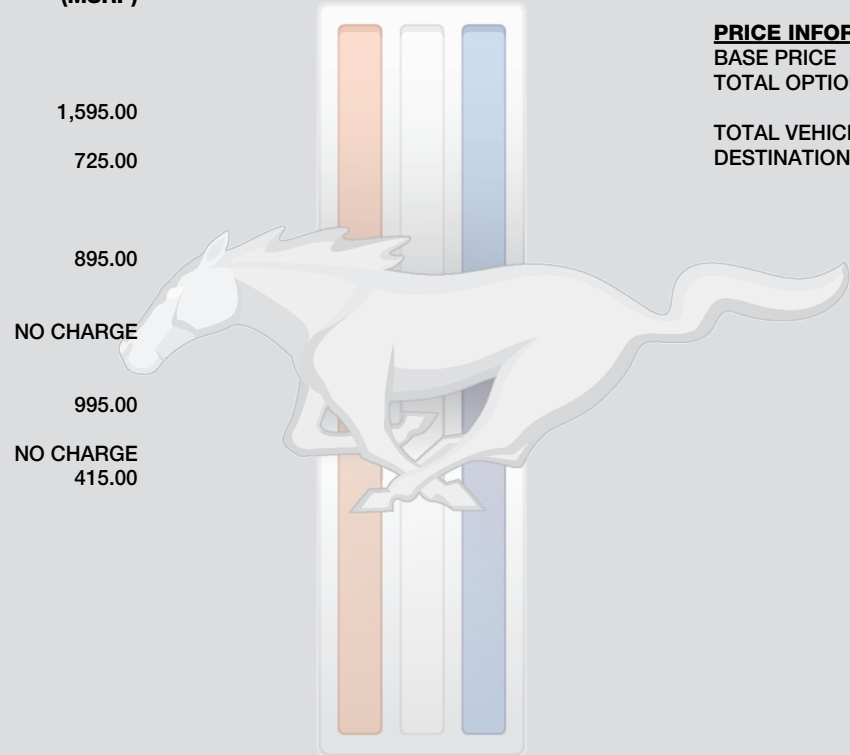 (MSRP)
1,595.00
725.00
895.00
NO CHARGE
995.00
NO CHARGE
415.00
PRICE INFOR
BASE PRICE
TOTAL OPTIO
TOTAL VEHIC
DESTINATION